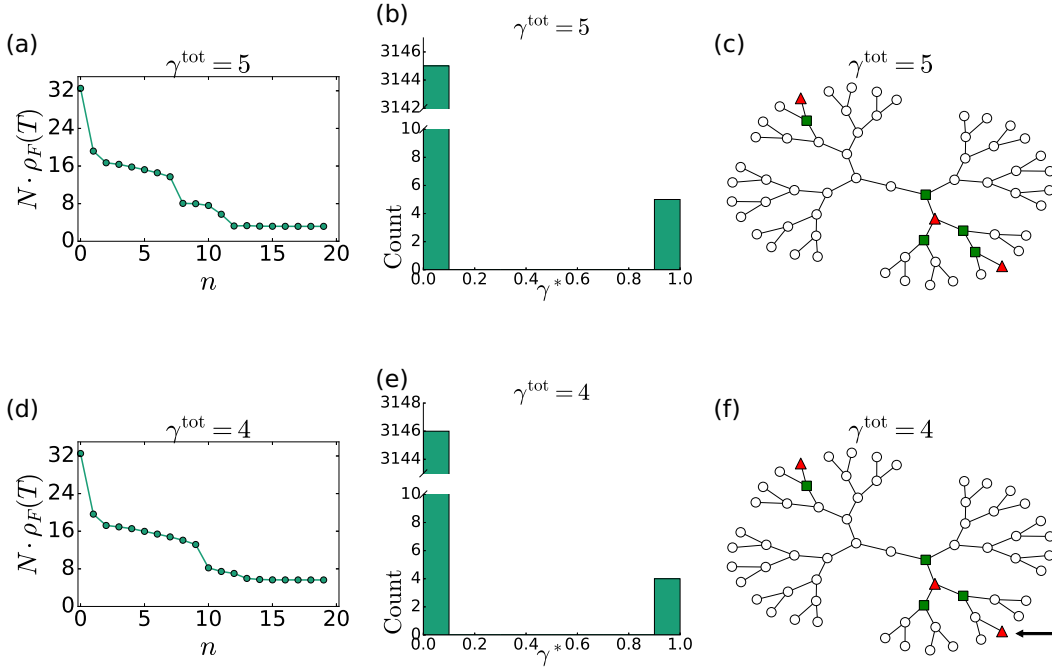 (a)
γ^tot = 5
N · ρ_F(T)
32
24
16
8
0
0 5 10 15 20
n
(b)
γ^tot = 5
Count
3146
3144
3142
10
8
6
4
2
0
0.0 0.2 0.4 0.6 0.8 1.0
γ*
(c)
γ^tot = 5
(d)
γ^tot = 4
N · ρ_F(T)
32
24
16
8
0
0 5 10 15 20
n
(e)
γ^tot = 4
Count
3148
3146
3144
10
8
6
4
2
0
0.0 0.2 0.4 0.6 0.8 1.0
γ*
(f)
γ^tot = 4